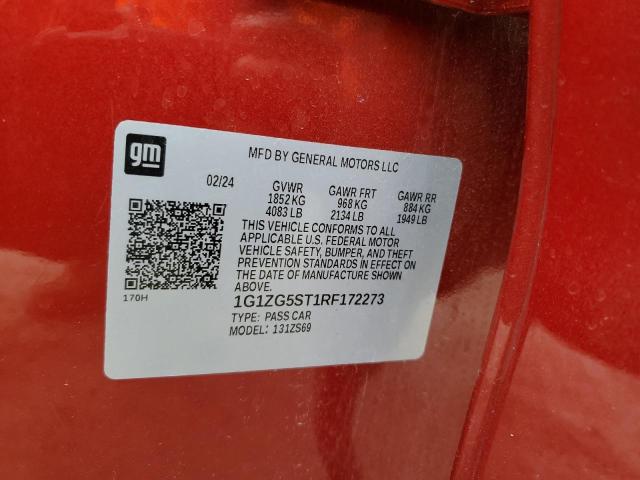 gm
MFD BY GENERAL MOTORS LLC
02/24 GVWR GAWR FRT GAWR RR
1852 KG 968 KG 884 KG
4083 LB 2134 LB 1949 LB
THIS VEHICLE CONFORMS TO ALL
APPLICABLE U.S. FEDERAL MOTOR
VEHICLE SAFETY, BUMPER, AND THEFT
PREVENTION STANDARDS IN EFFECT ON
THE DATE OF MANUFACTURE SHOWN
ABOVE.
170H
1G1ZG5ST1RF172273
TYPE: PASS CAR
MODEL: 131ZS69